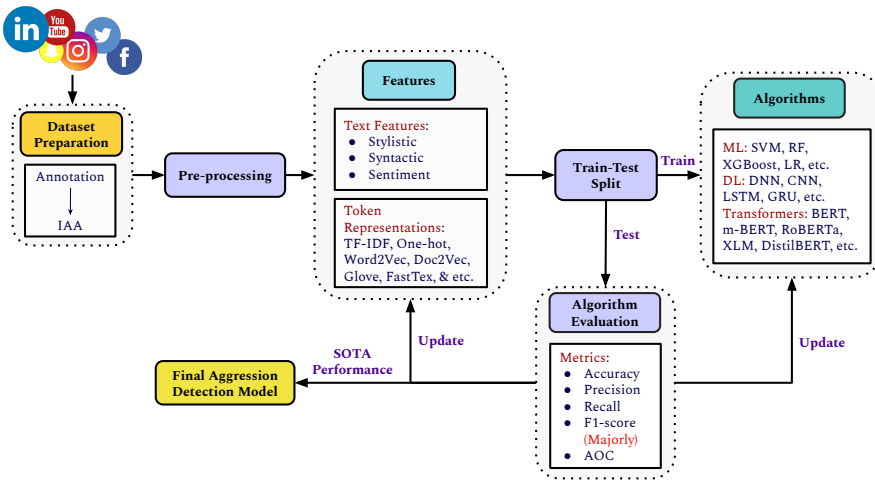 in
You
Tube
f
Dataset
Preparation
Annotation
IAA
Pre-processing
Features
Text Features:
● Stylistic
● Syntactic
● Sentiment
Token
Representations:
TF-IDF, One-hot,
Word2Vec, Doc2Vec,
Glove, FastTex, & etc.
Train-Test
Split
Train
Test
Algorithms
ML: SVM, RF,
XGBoost, LR, etc.
DL: DNN, CNN,
LSTM, GRU, etc.
Transformers: BERT,
m-BERT, RoBERTa,
XLM, DistilBERT, etc.
Algorithm
Evaluation
Metrics:
● Accuracy
● Precision
● Recall
● F1-score
(Majorly)
● AOC
Update
Update
SOTA
Performance
Final Aggression
Detection Model